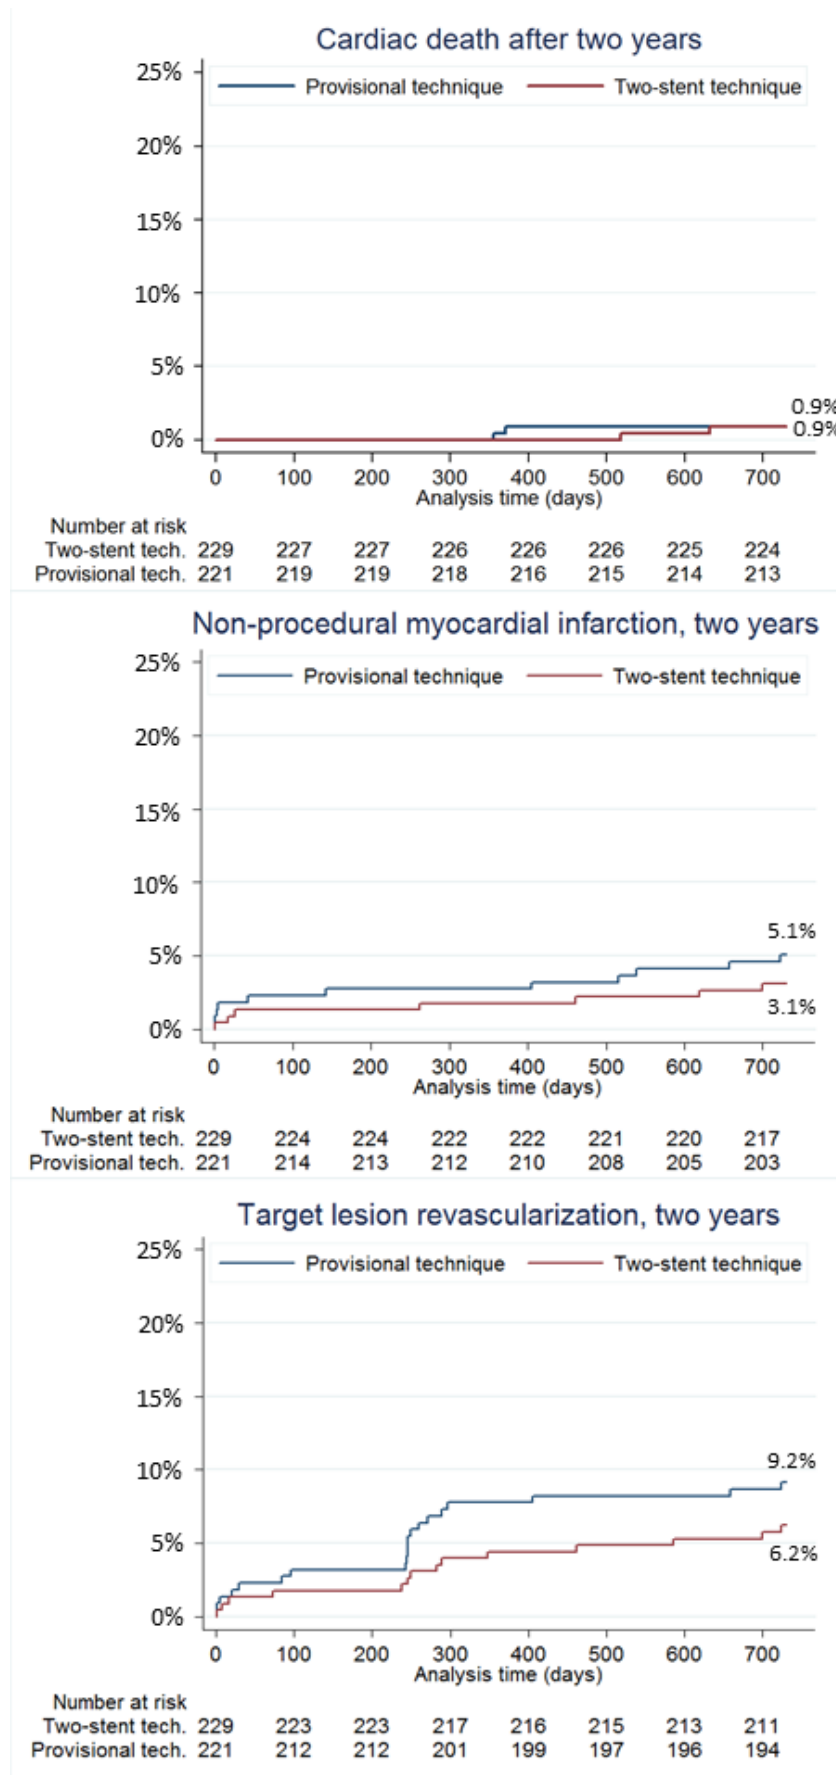 Cardiac death after two years
25%
Provisional technique Two-stent technique
20%
15%
10%
5%
0.9%
0.9%
0%
0 100 200 300 400 500 600 700
Analysis time (days)
Number at risk
Two-stent tech. 229 227 227 226 226 226 225 224
Provisional tech. 221 219 219 218 216 215 214 213
Non-procedural myocardial infarction, two years
25%
Provisional technique Two-stent technique
20%
15%
10%
5.1%
5%
3.1%
0%
0 100 200 300 400 500 600 700
Analysis time (days)
Number at risk
Two-stent tech. 229 224 224 222 222 221 220 217
Provisional tech. 221 214 213 212 210 208 205 203
Target lesion revascularization, two years
25%
Provisional technique Two-stent technique
20%
15%
10%
9.2%
5%
6.2%
0%
0 100 200 300 400 500 600 700
Analysis time (days)
Number at risk
Two-stent tech. 229 223 223 217 216 215 213 211
Provisional tech. 221 212 212 201 199 197 196 194